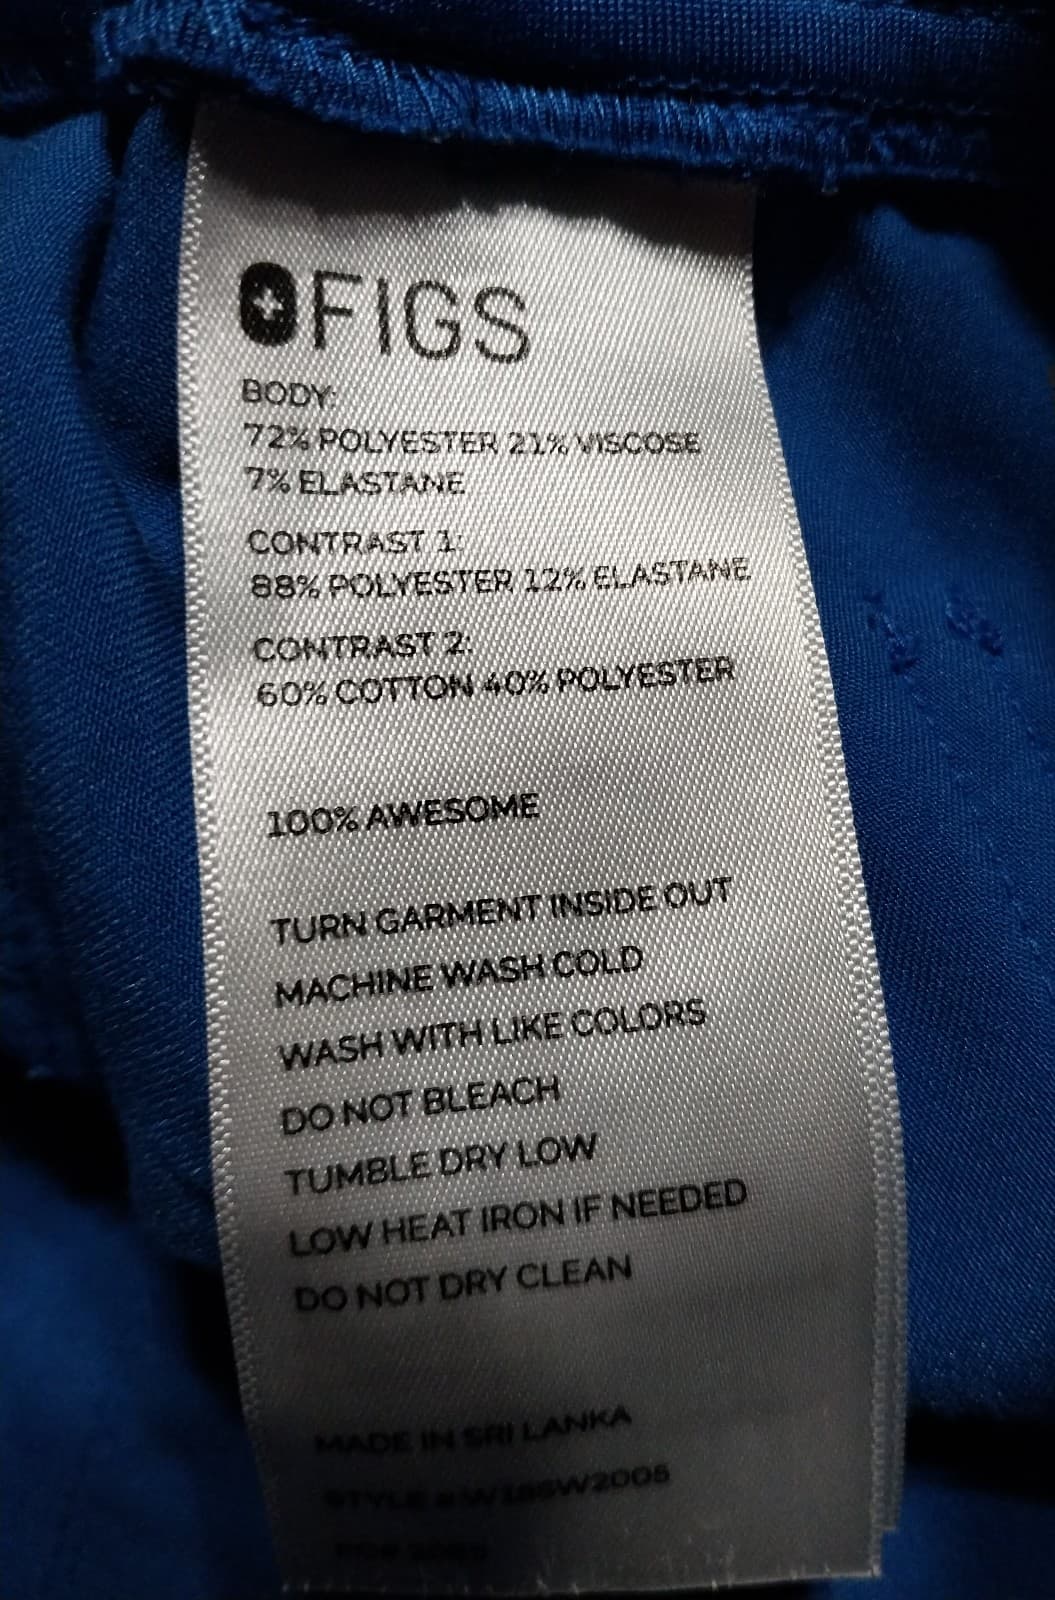 FIGS
BODY:
72% POLYESTER 21% VISCOSE
7% ELASTANE
CONTRAST 1:
88% POLYESTER 12% ELASTANE
CONTRAST 2:
60% COTTON 40% POLYESTER
100% AWESOME
TURN GARMENT INSIDE OUT
MACHINE WASH COLD
WASH WITH LIKE COLORS
DO NOT BLEACH
TUMBLE DRY LOW
LOW HEAT IRON IF NEEDED
DO NOT DRY CLEAN
MADE IN SRI LANKA
STYLE